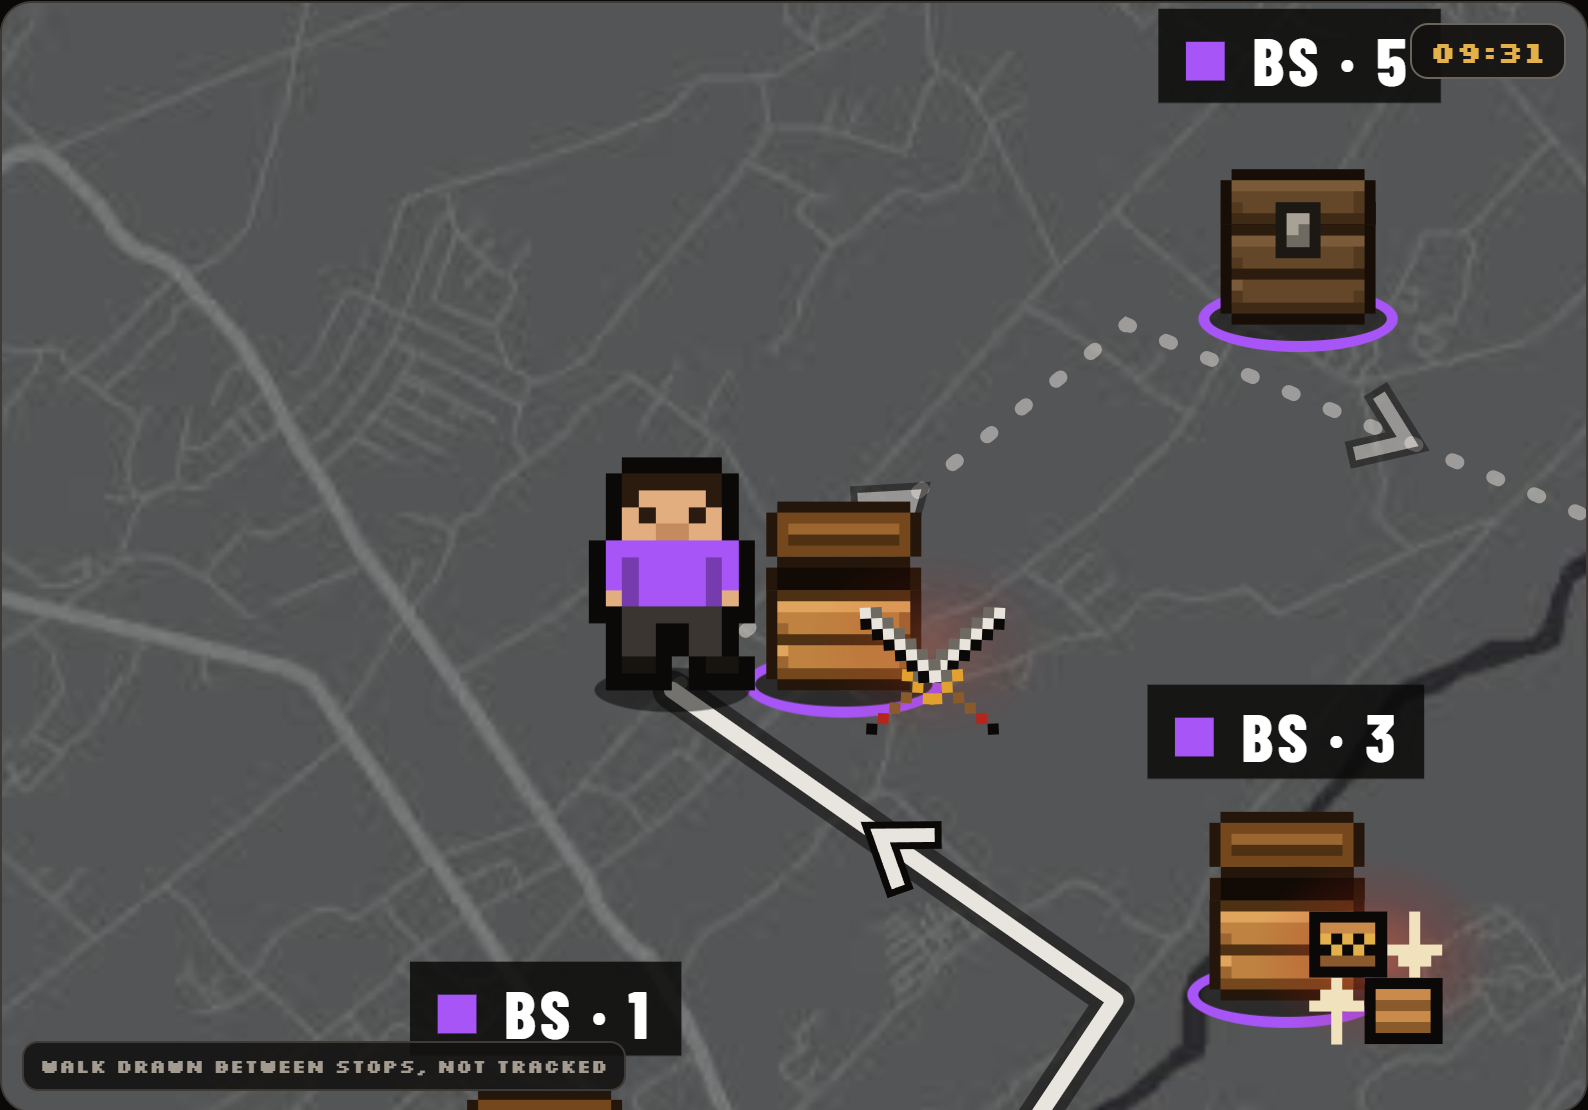 BS · 5
09:31
BS · 3
BS · 1
WALK DRAWN BETWEEN STOPS, NOT TRACKED